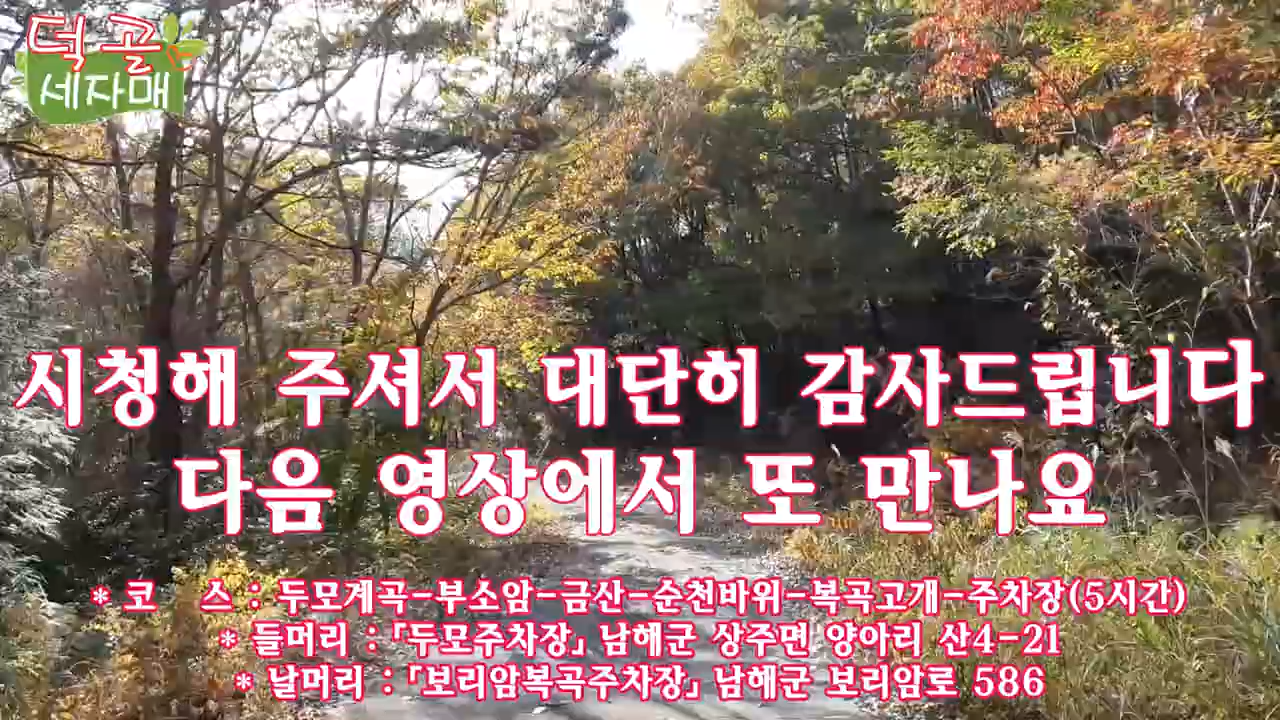 덕골
세자매
시청해 주셔서 대단히 감사드립니다
다음 영상에서 또 만나요
* 코 스 : 두모계곡-부소암-금산-순천바위-복곡고개-주차장(5시간)
* 들머리 : 「두모주차장」 남해군 상주면 양아리 산4-21
* 날머리 : 「보리암복곡주차장」 남해군 보리암로 586